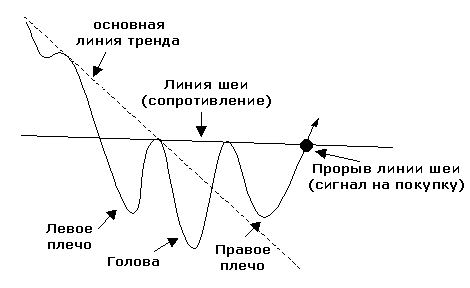 основная
линия тренда
Линия шеи
(сопротивление)
Прорыв линии шеи
(сигнал на покупку)
Левое
плечо
Голова
Правое
плечо